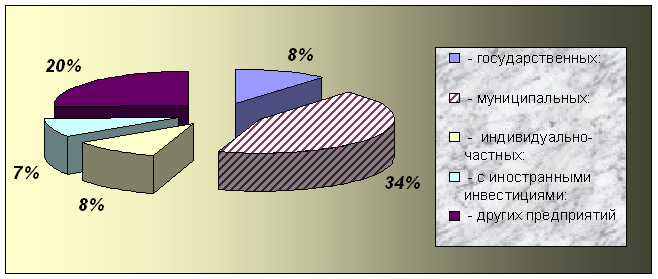 8%
20%
7%
8%
34%
- государственных:
- муниципальных:
- индивидуально-
частных:
- с иностранными
инвестициями:
- других предприятий